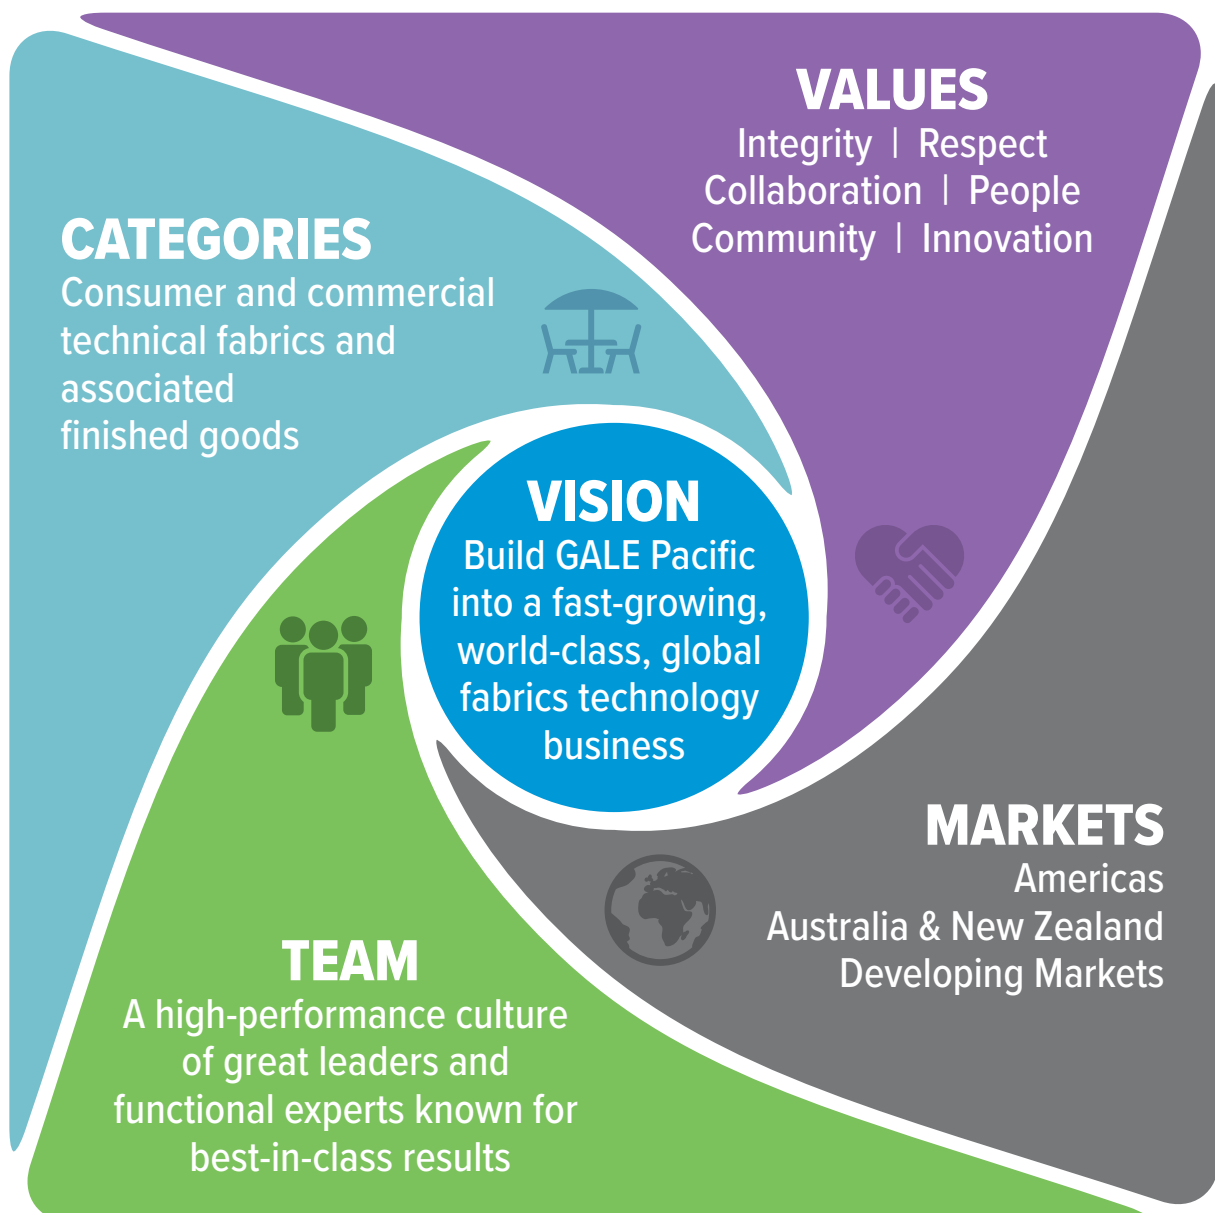 VALUES
Integrity | Respect
Collaboration | People
Community | Innovation
CATEGORIES
Consumer and commercial
technical fabrics and
associated
finished goods
VISION
Build GALE Pacific
into a fast-growing,
world-class, global
fabrics technology
business
MARKETS
Americas
Australia & New Zealand
Developing Markets
TEAM
A high-performance culture
of great leaders and
functional experts known for
best-in-class results